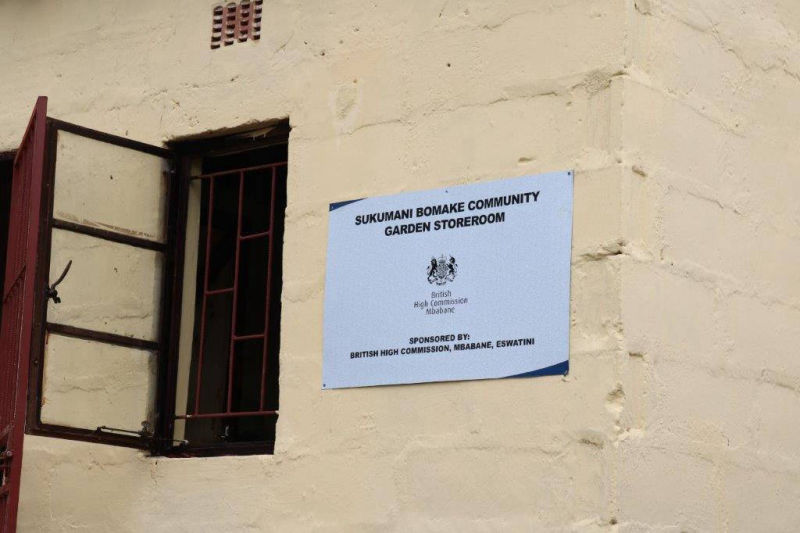 SUKUMANI BOMAKE COMMUNITY
GARDEN STOREROOM
British
High Commission
Mbabane
SPONSORED BY:
BRITISH HIGH COMMISSION, MBABANE, ESWATINI